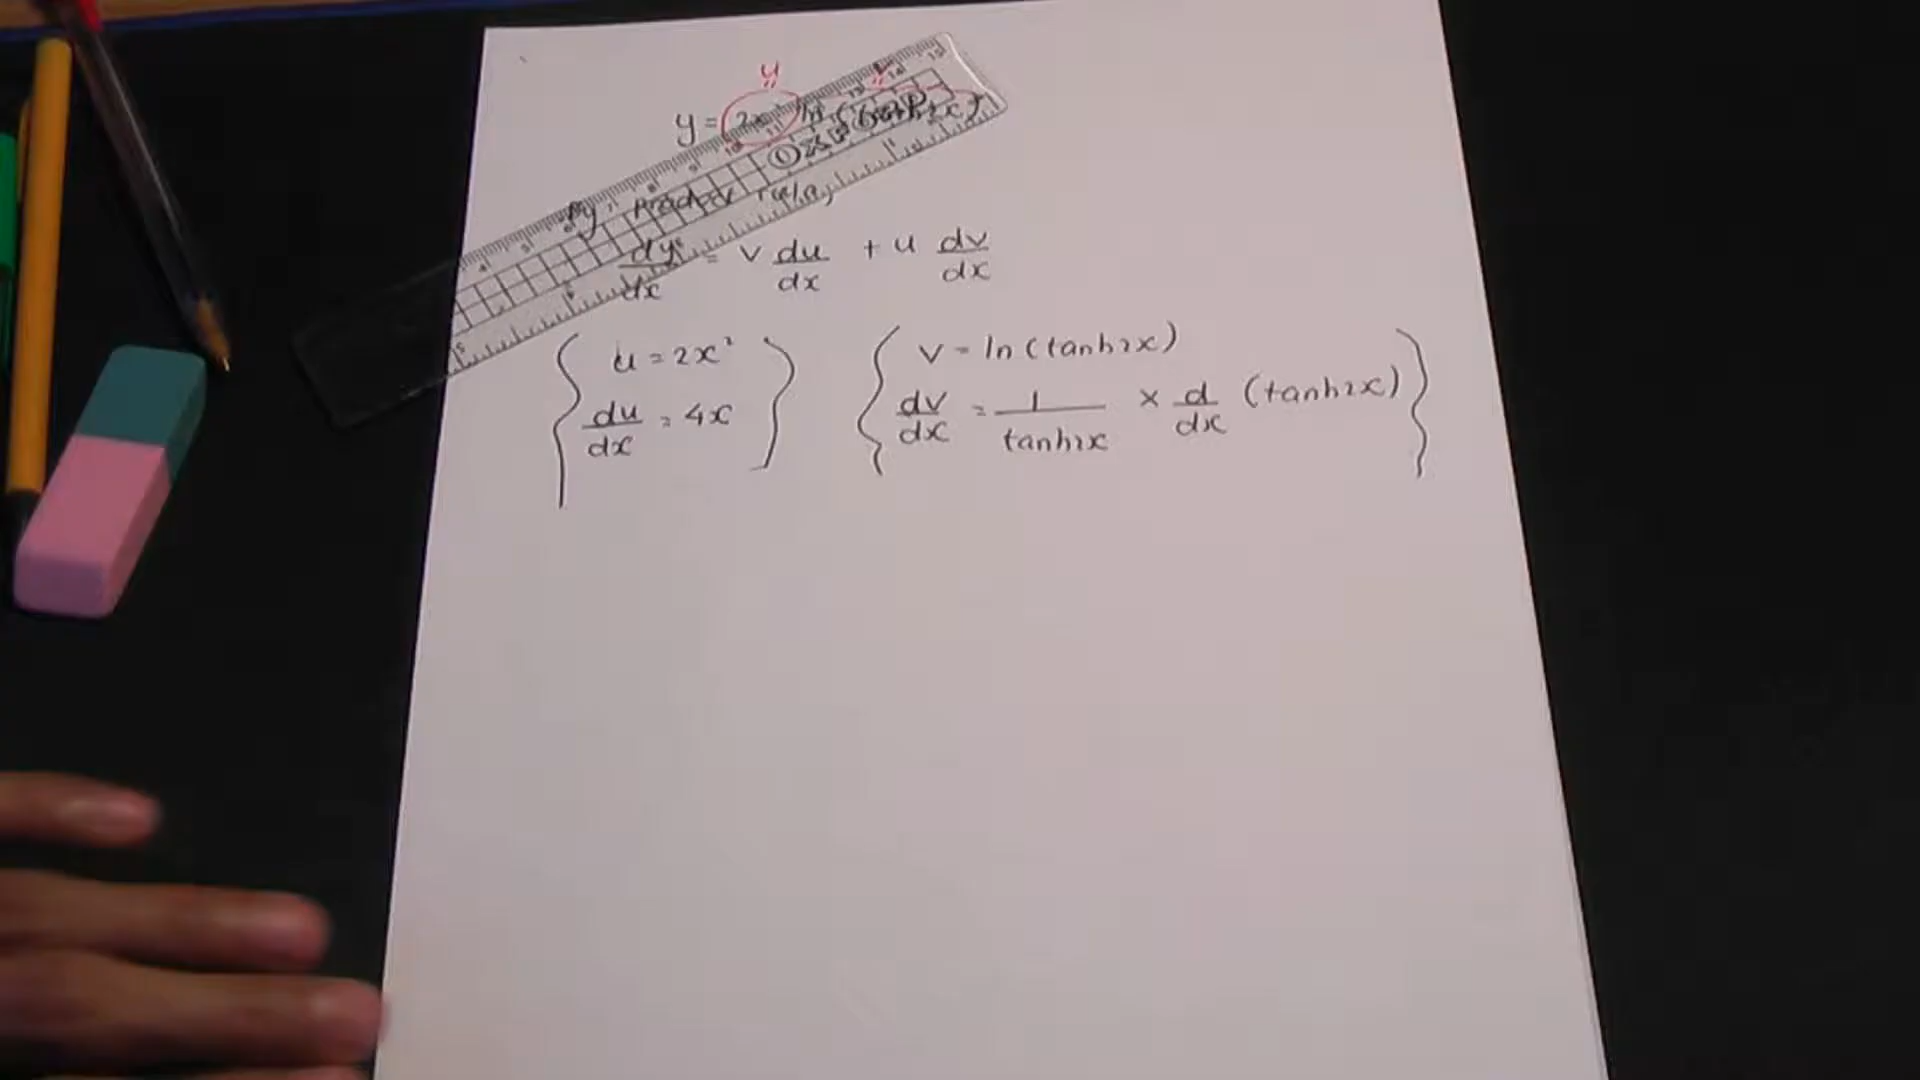 u
y = 2x ln (tanh2x)
By product rule,
dy/dx = v du/dx + u dv/dx
u = 2x²
du/dx = 4x
v = ln (tanh2x)
dv/dx = 1/tanh2x × d/dx (tanh2x)